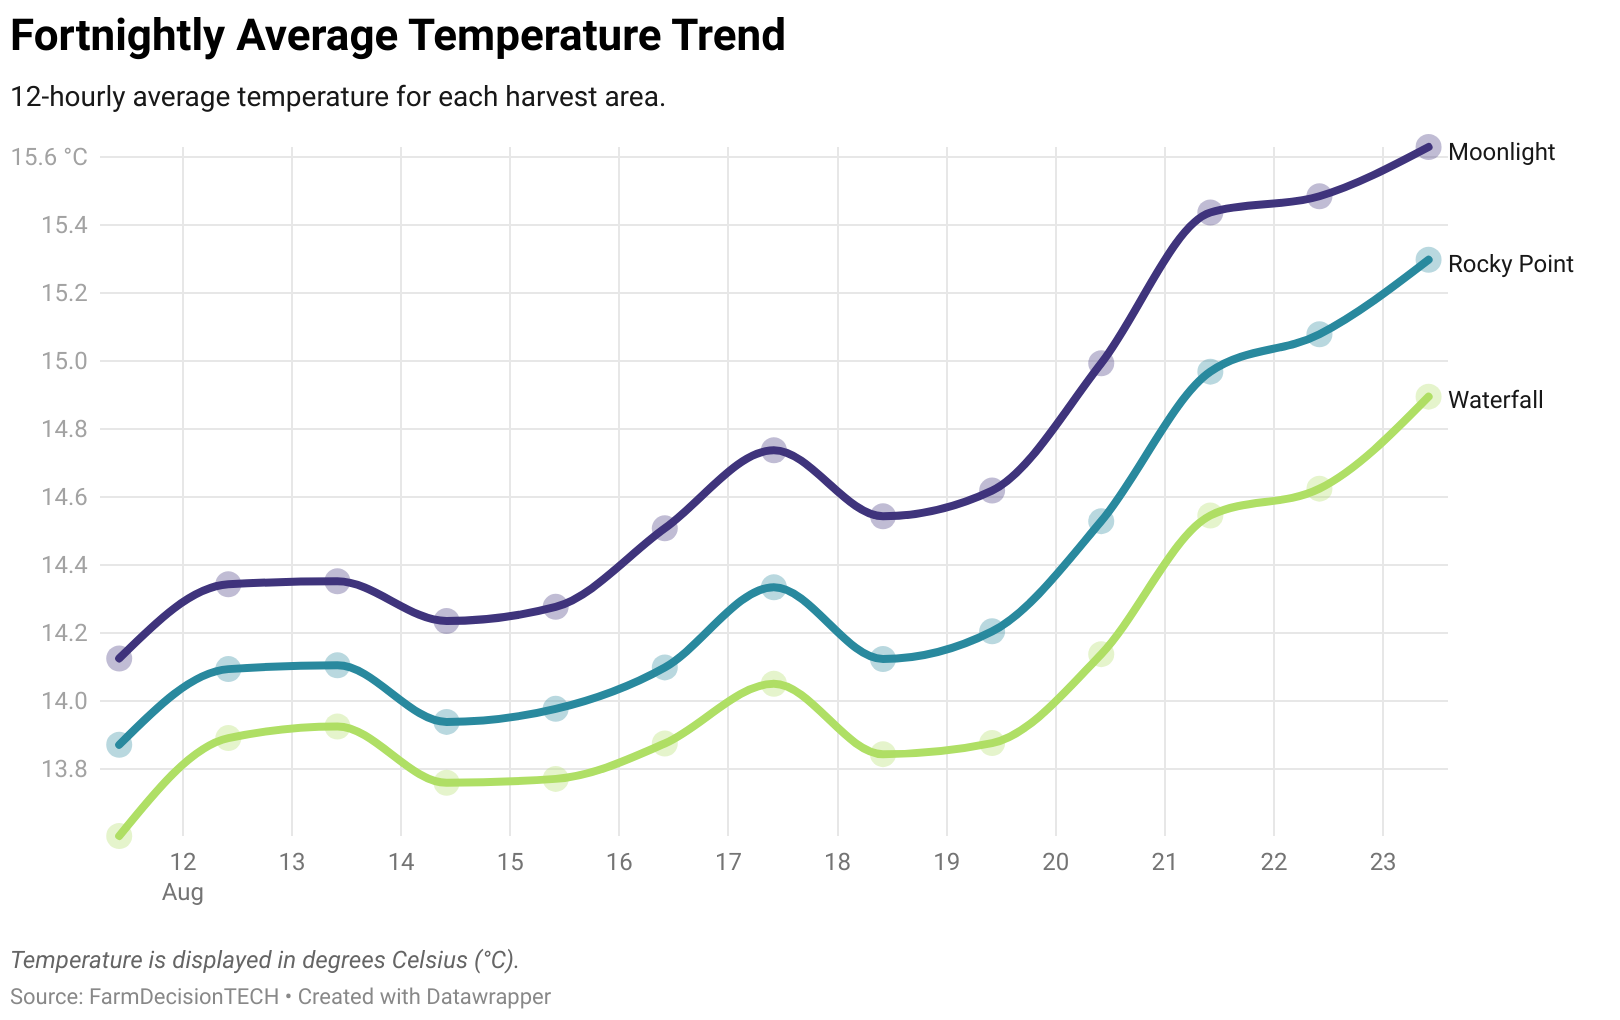 Fortnightly Average Temperature Trend
12-hourly average temperature for each harvest area.
15.6 °C
15.4
15.2
15.0
14.8
14.6
14.4
14.2
14.0
13.8
Moonlight
Rocky Point
Waterfall
12 13 14 15 16 17 18 19 20 21 22 23
Aug
Temperature is displayed in degrees Celsius (°C).
Source: FarmDecisionTECH • Created with Datawrapper